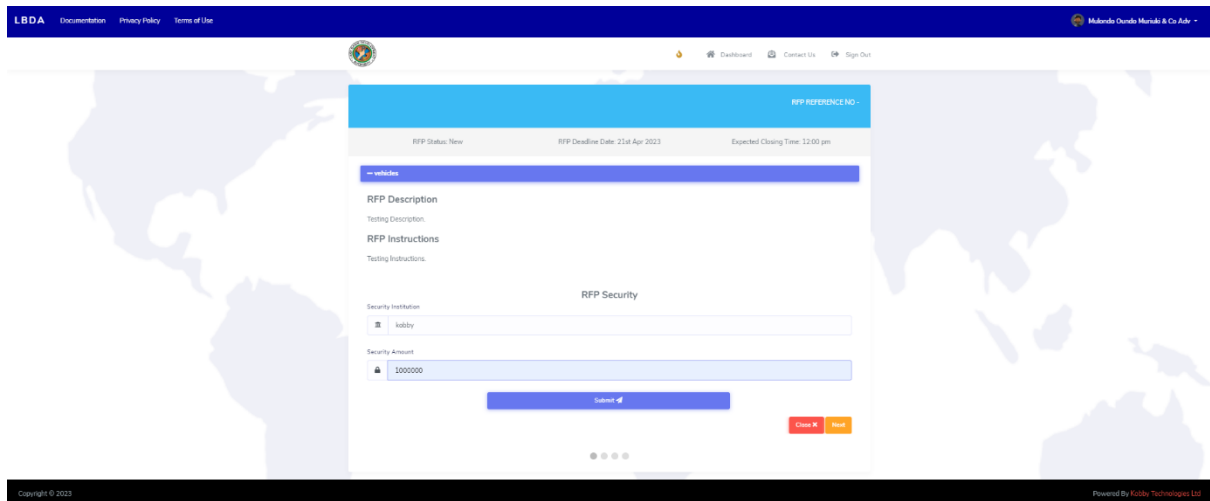 LBDA Documentation Privacy Policy Terms of Use Mulondo Oundo Muriuki & Co Adv
Dashboard Contact Us Sign Out
RFP REFERENCE NO -
RFP Status: New RFP Deadline Date: 21st Apr 2023 Expected Closing Time: 12:00 pm
— vehicles
RFP Description
Testing Description.
RFP Instructions
Testing Instructions.
RFP Security
Security Institution
kobby
Security Amount
1000000
Submit
Close ✕ Next
Copyright © 2023 Powered By Kobby Technologies Ltd